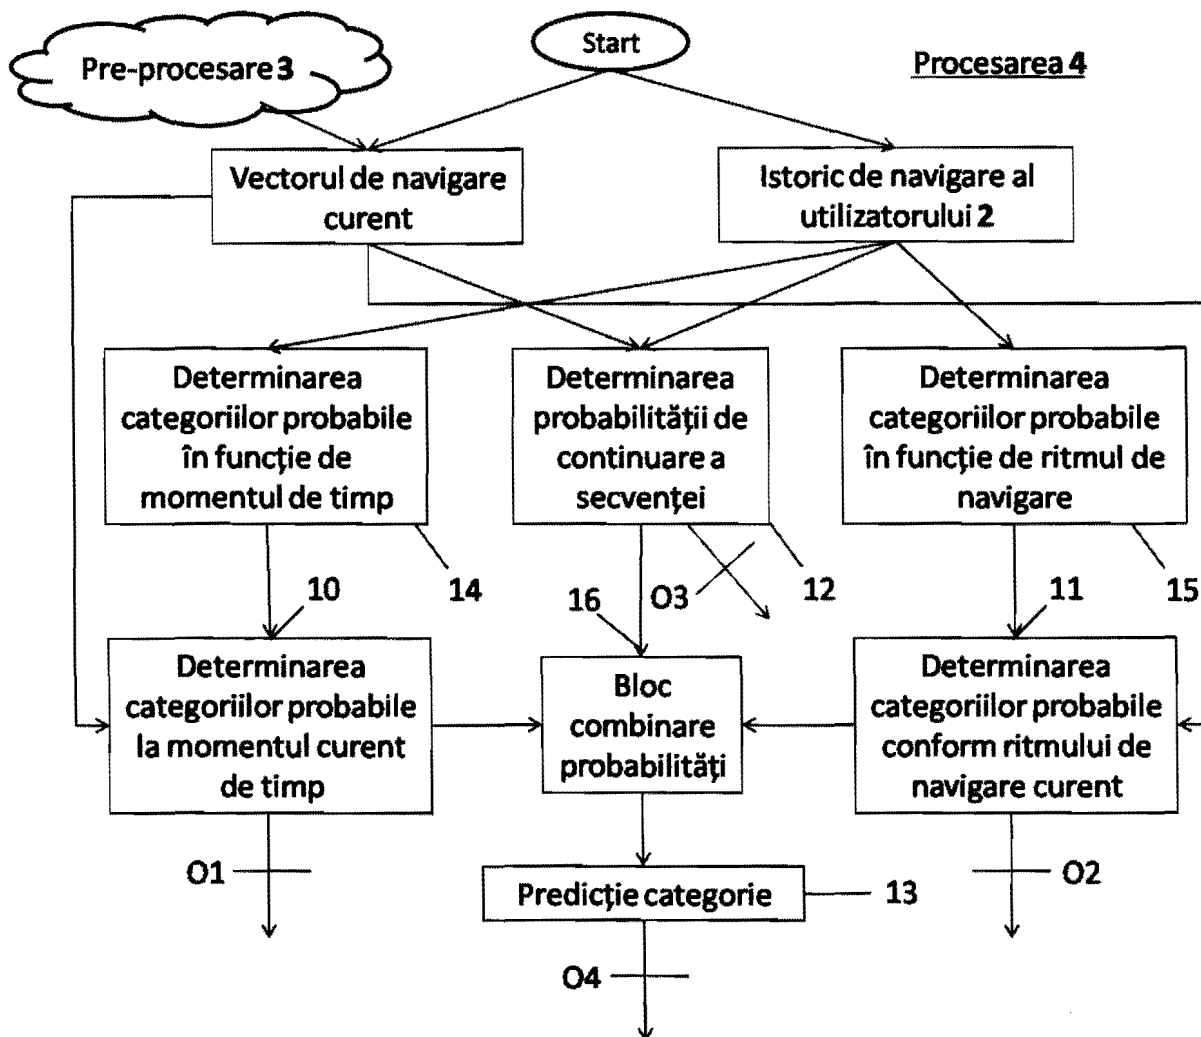 Pre-procesare 3
Start
Procesarea 4
Vectorul de navigare
curent
Istoric de navigare al
utilizatorului 2
Determinarea
categoriilor probabile
în funcție de
momentul de timp
Determinarea
probabilității de
continuare a
secvenței
Determinarea
categoriilor probabile
în funcție de ritmul de
navigare
10
14
16
O3
12
11
15
Determinarea
categoriilor probabile
la momentul curent
de timp
Bloc
combinare
probabilități
Determinarea
categoriilor probabile
conform ritmului de
navigare curent
O1
Predicție categorie
13
O2
O4